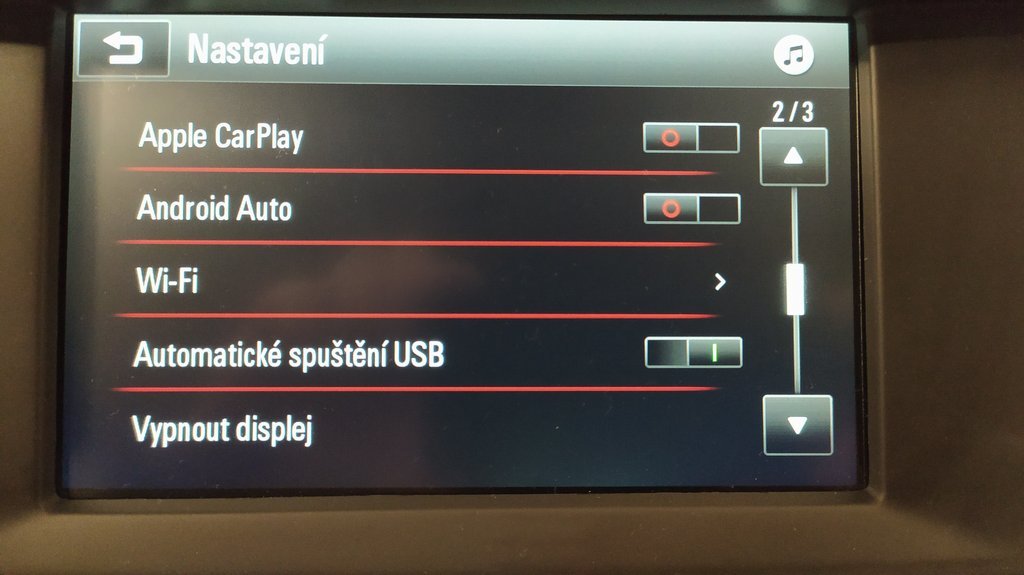 Nastavení
2/3
Apple CarPlay
Android Auto
Wi-Fi
Automatické spuštění USB
Vypnout displej